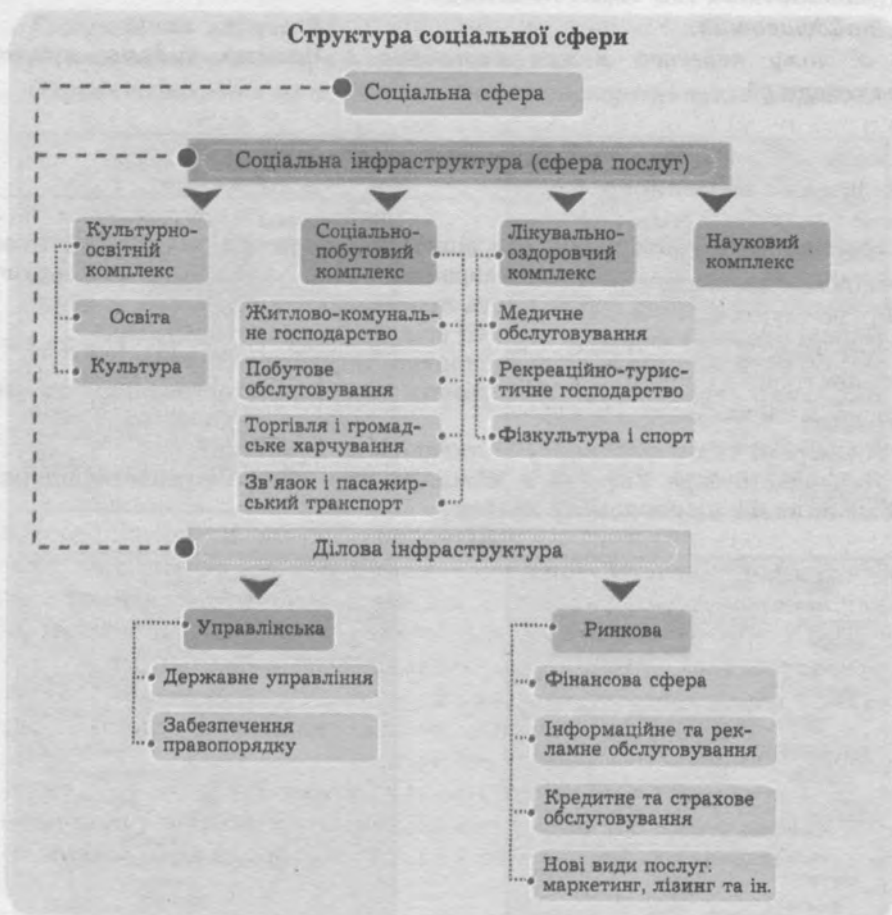 Структура соціальної сфери
Соціальна сфера
Соціальна інфраструктура (сфера послуг)
Культурно-
освітній
комплекс
Освіта
Культура
Соціально-
побутовий
комплекс
Житлово-комуналь-
не господарство
Побутове
обслуговування
Торгівля і громад-
ське харчування
Зв'язок і пасажир-
ський транспорт
Лікувально-
оздоровчий
комплекс
Медичне
обслуговування
Рекреаційно-турис-
тичне господарство
Фізкультура і спорт
Науковий
комплекс
Ділова інфраструктура
Управлінська
Державне управління
Забезпечення
правопорядку
Ринкова
Фінансова сфера
Інформаційне та рек-
ламне обслуговування
Кредитне та страхове
обслуговування
Нові види послуг:
маркетинг, лізинг та ін.